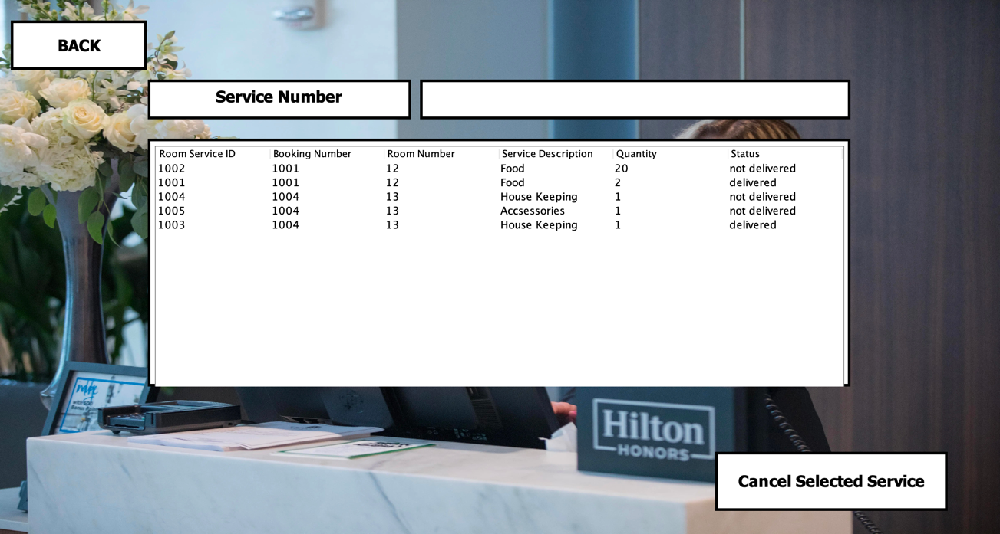 BACK
Service Number
Room Service ID Booking Number Room Number Service Description Quantity Status
1002 1001 12 Food 20 not delivered
1001 1001 12 Food 2 delivered
1004 1004 13 House Keeping 1 not delivered
1005 1004 13 Accsessories 1 not delivered
1003 1004 13 House Keeping 1 delivered
Hilton
HONORS
Cancel Selected Service